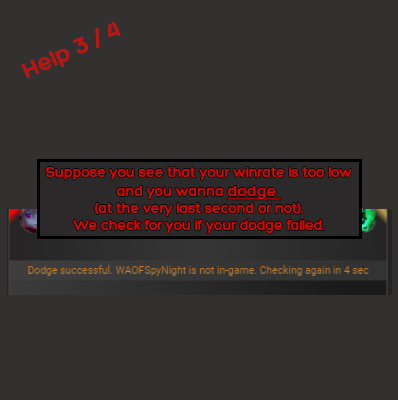 Help 3 / 4
Suppose you see that your winrate is too low
and you wanna dodge
(at the very last second or not).
We check for you if your dodge failed.
Dodge successful. WAOFSpyNight is not in-game. Checking again in 4 sec